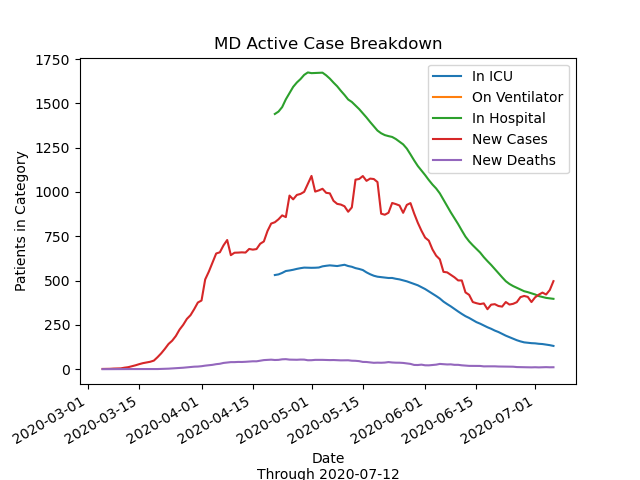 MD Active Case Breakdown
1750
1500
1250
1000
750
500
250
0
Patients in Category
In ICU
On Ventilator
In Hospital
New Cases
New Deaths
2020-03-01
2020-03-15
2020-04-01
2020-04-15
2020-05-01
2020-05-15
2020-06-01
2020-06-15
2020-07-01
Date
Through 2020-07-12